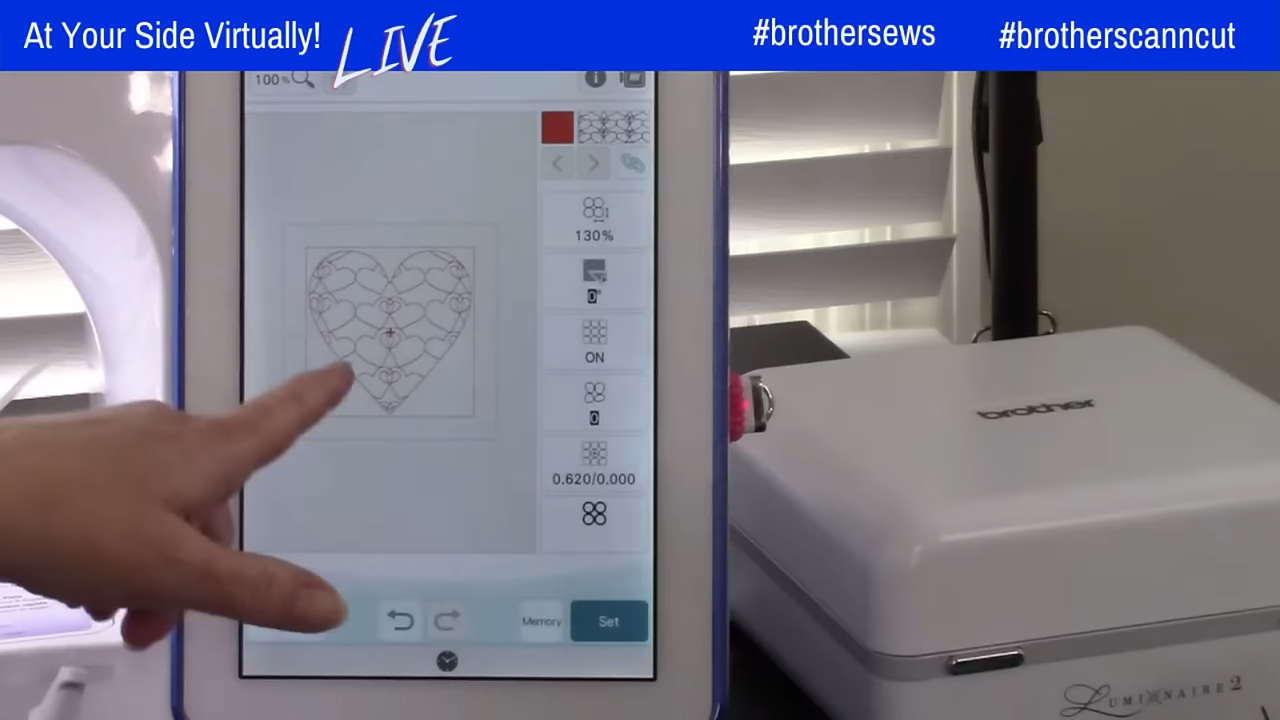 At Your Side Virtually! LIVE #brothersews #brotherscanncut
100%
i
130%
0°
ON
0
0.620/0.000
Memory Set
brother
LUMINAIRE 2